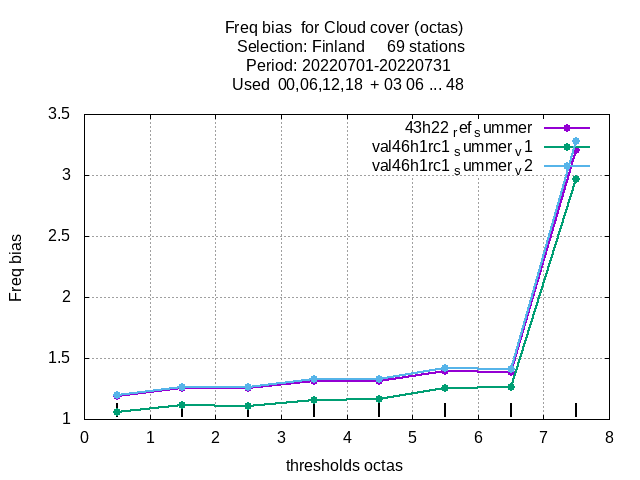 Freq bias  for Cloud cover (octas)
Selection: Finland     69 stations
Period: 20220701-20220731
Used  00,06,12,18  + 03 06 ... 48
3.5
3
2.5
2
1.5
1
Freq bias
43h22 ref summer
val46h1rc1 summer v1
val46h1rc1 summer v2
0 1 2 3 4 5 6 7 8
thresholds octas